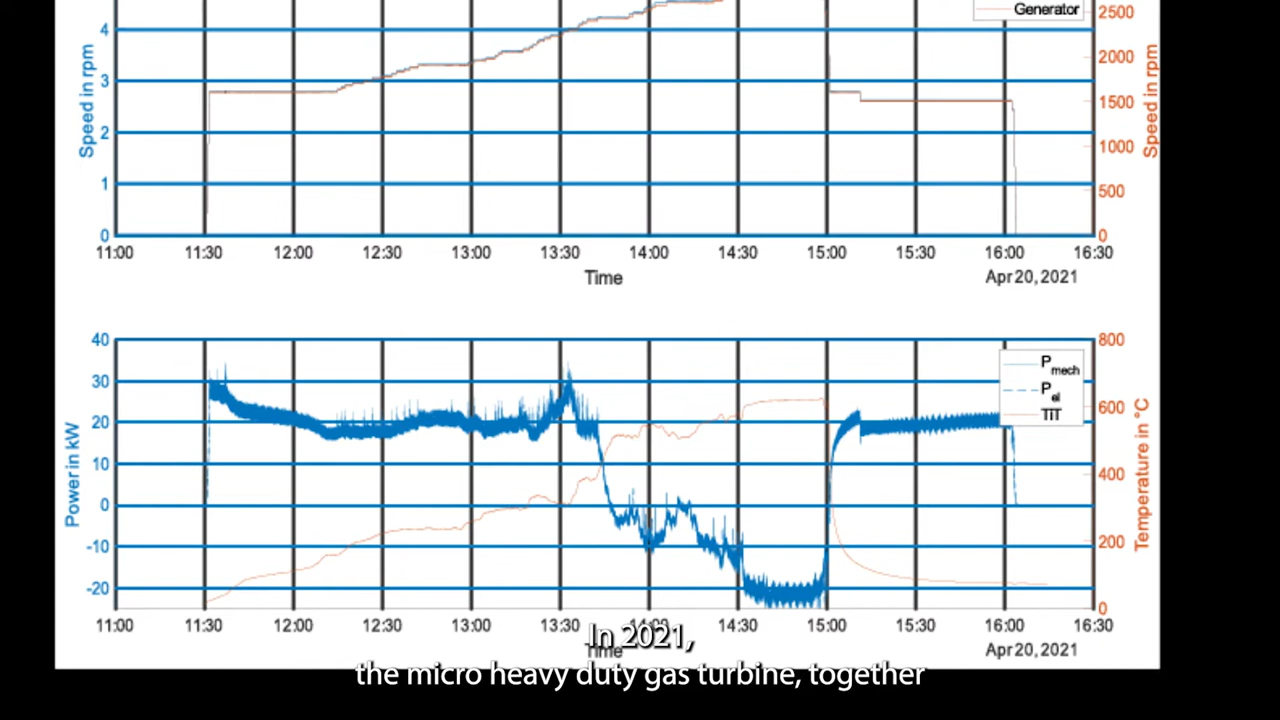 Generator
2500
4
2000
Speed in rpm
3
Speed in rpm
1500
2
1000
1
500
0
0
11:00 11:30 12:00 12:30 13:00 13:30 14:00 14:30 15:00 15:30 16:00 16:30
Time
Apr 20, 2021
40
800
P mech
30
P el
20
TIT
600
Power in kW
10
Temperature in °C
400
0
-10
200
-20
0
11:00 11:30 12:00 12:30 13:00 13:30 14:00 14:30 15:00 15:30 16:00 16:30
Time
Apr 20, 2021
In 2021,
the micro heavy duty gas turbine, together